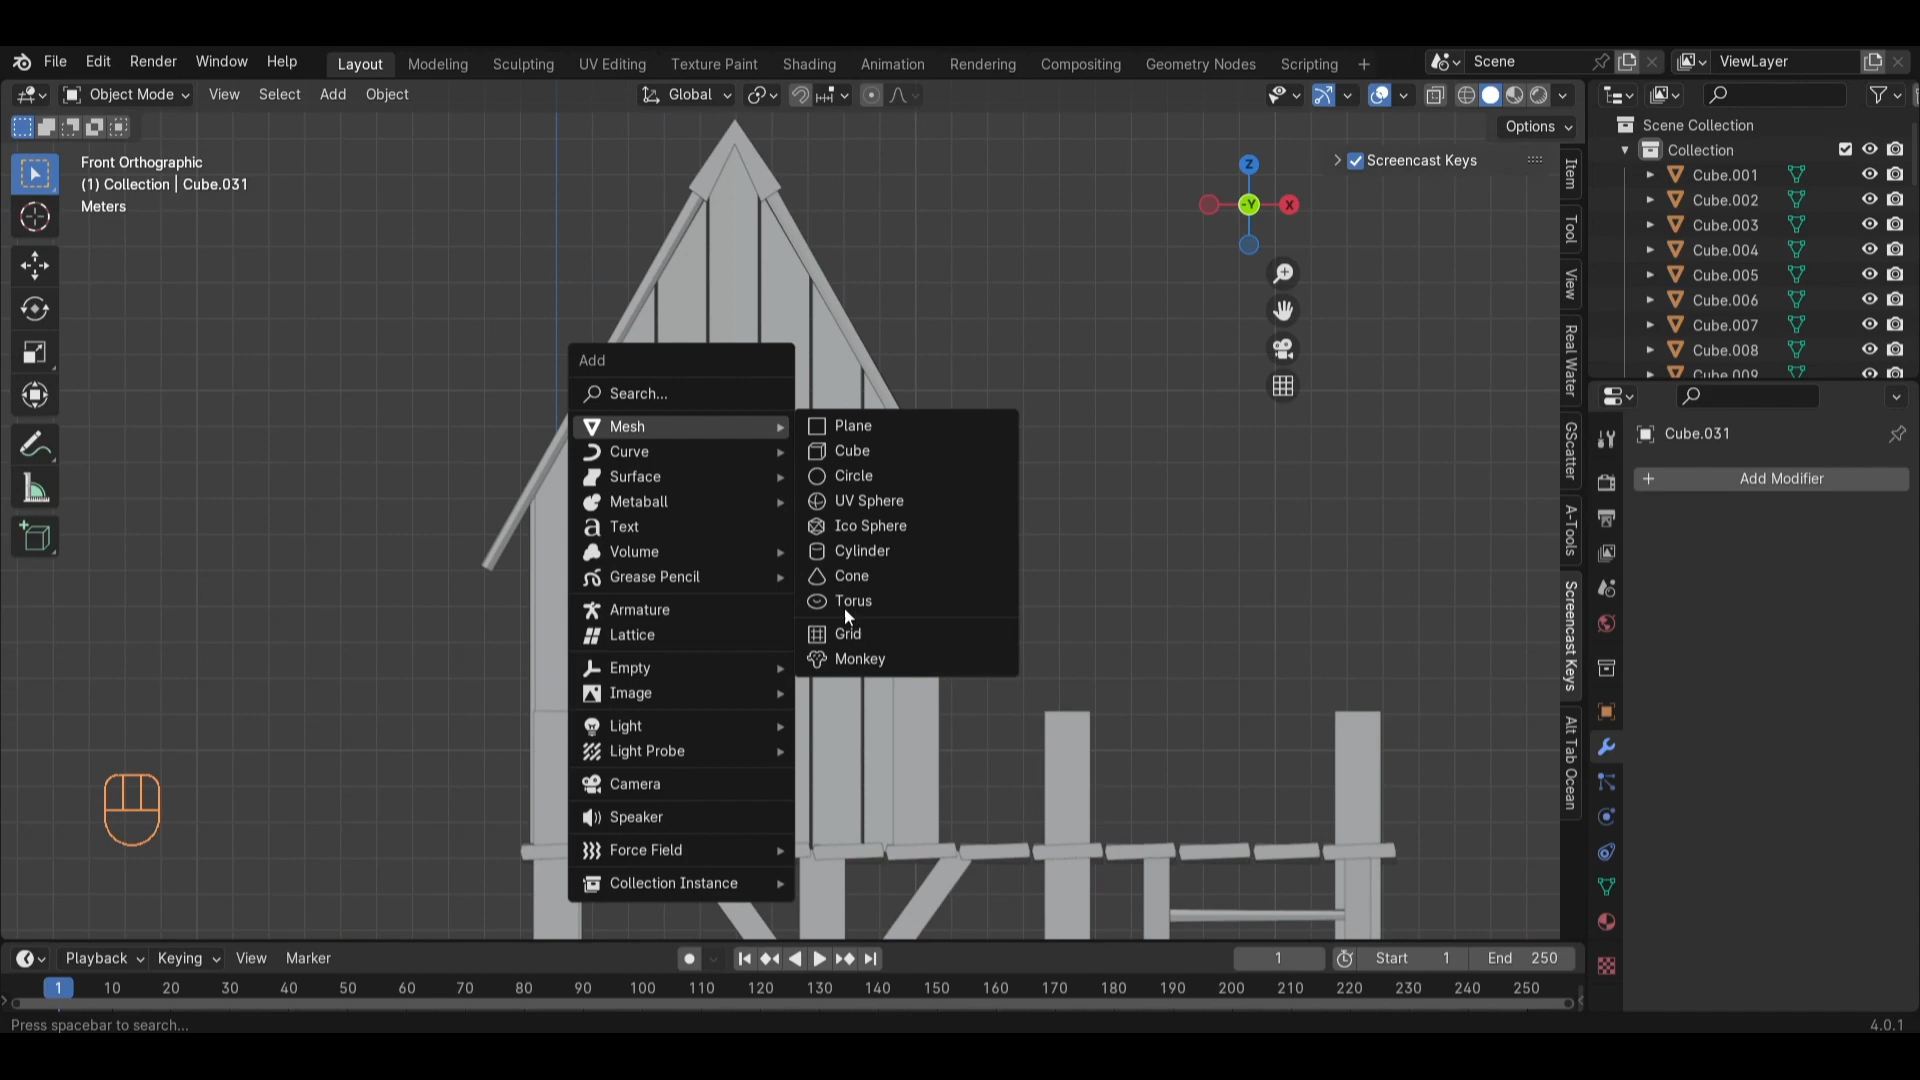 File Edit Render Window Help Layout Modeling Sculpting UV Editing Texture Paint Shading Animation Rendering Compositing Geometry Nodes Scripting + Scene ViewLayer
Object Mode View Select Add Object Global
Options
Front Orthographic
(1) Collection | Cube.031
Meters
Z
-Y X
Screencast Keys
Item
Tool
View
Real Water
GScatter
A-Tools
Screencast Keys
Alt Tab Ocean
Add
Search...
Mesh
Curve
Surface
Metaball
Text
Volume
Grease Pencil
Armature
Lattice
Empty
Image
Light
Light Probe
Camera
Speaker
Force Field
Collection Instance
Plane
Cube
Circle
UV Sphere
Ico Sphere
Cylinder
Cone
Torus
Grid
Monkey
Scene Collection
Collection
Cube.001
Cube.002
Cube.003
Cube.004
Cube.005
Cube.006
Cube.007
Cube.008
Cube.009
Cube.031
+ Add Modifier
Playback Keying View Marker 1 Start 1 End 250
1 10 20 30 40 50 60 70 80 90 100 110 120 130 140 150 160 170 180 190 200 210 220 230 240 250
Press spacebar to search...
4.0.1